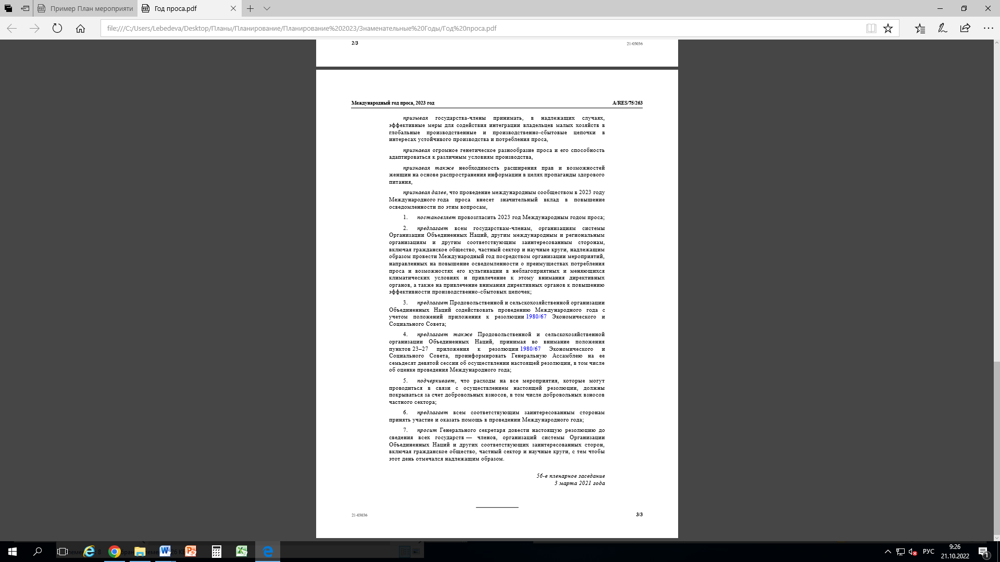 Пример План мероприяти
Год проса.pdf
file:///C:/Users/Lebedeva/Desktop/Планы/Планирование/Планирование%202023/Знаменательные%20Годы/Год%20проса.pdf
2/3
21-03036
Международный год проса, 2023 год
A/RES/75/263
призывая государства-члены принимать, в надлежащих случаях,
эффективные меры для содействия интеграции владельцев малых хозяйств в
глобальные производственные и производственно-сбытовые цепочки в
интересах устойчивого производства и потребления проса,
признавая огромное генетическое разнообразие проса и его способность
адаптироваться к различным условиям производства,
признавая также необходимость расширения прав и возможностей
женщин на основе распространения информации в целях пропаганды здорового
питания,
признавая далее, что проведение международным сообществом в 2023 году
Международного года проса внесет значительный вклад в повышение
осведомленности по этим вопросам,
1. постановляет провозгласить 2023 год Международным годом проса;
2. предлагает всем государствам-членам, организациям системы
Организации Объединенных Наций, другим международным и региональным
организациям и другим соответствующим заинтересованным сторонам,
включая гражданское общество, частный сектор и научные круги, надлежащим
образом провести Международный год посредством организации мероприятий,
направленных на повышение осведомленности о преимуществах потребления
проса и возможностях его культивации в неблагоприятных и меняющихся
климатических условиях и привлечение к этому внимания директивных
органов, а также на привлечение внимания директивных органов к повышению
эффективности производственно-сбытовых цепочек;
3. предлагает Продовольственной и сельскохозяйственной организации
Объединенных Наций содействовать проведению Международного года с
учетом положений приложения к резолюции 1980/67 Экономического и
Социального Совета;
4. предлагает также Продовольственной и сельскохозяйственной
организации Объединенных Наций, принимая во внимание положения
пунктов 23–27 приложения к резолюции 1980/67 Экономического и
Социального Совета, проинформировать Генеральную Ассамблею на ее
семьдесят девятой сессии об осуществлении настоящей резолюции, в том числе
об оценке проведения Международного года;
5. подчеркивает, что расходы на все мероприятия, которые могут
проводиться в связи с осуществлением настоящей резолюции, должны
покрываться за счет добровольных взносов, в том числе добровольных взносов
частного сектора;
6. предлагает всем соответствующим заинтересованным сторонам
принять участие и оказать помощь в проведении Международного года;
7. просит Генерального секретаря довести настоящую резолюцию до
сведения всех государств — членов, организаций системы Организации
Объединенных Наций и других соответствующих заинтересованных сторон,
включая гражданское общество, частный сектор и научные круги, с тем чтобы
этот день отмечался надлежащим образом.
56-е пленарное заседание
3 марта 2021 года
21-03036
3/3
РУС
9:26
21.10.2022
1